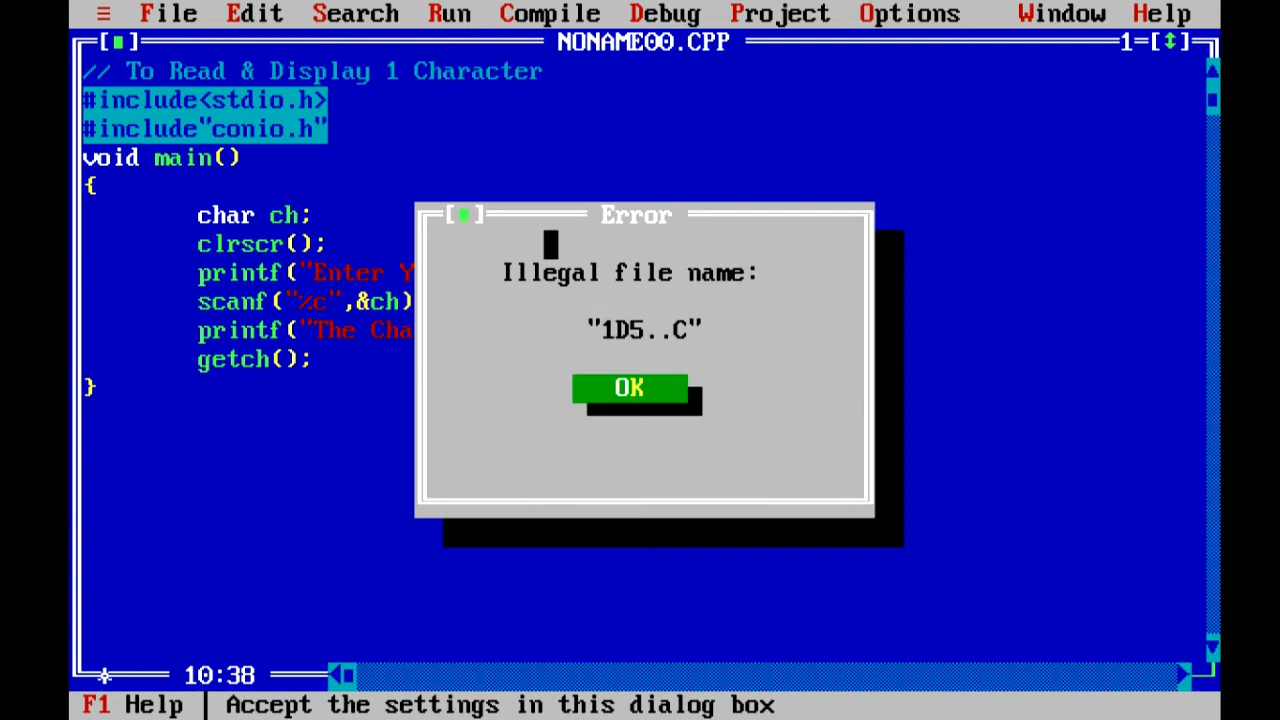 ≡ File Edit Search Run Compile Debug Project Options Window Help
[■] NONAME00.CPP 1=[↕]
// To Read & Display 1 Character
#include<stdio.h>
#include"conio.h"
void main()
{
char ch;
clrscr();
printf("Enter Y
scanf("%c",&ch)
printf("The Cha
getch();
}
[■] Error
Illegal file name:
"1D5..C"
OK
10:38
F1 Help │ Accept the settings in this dialog box